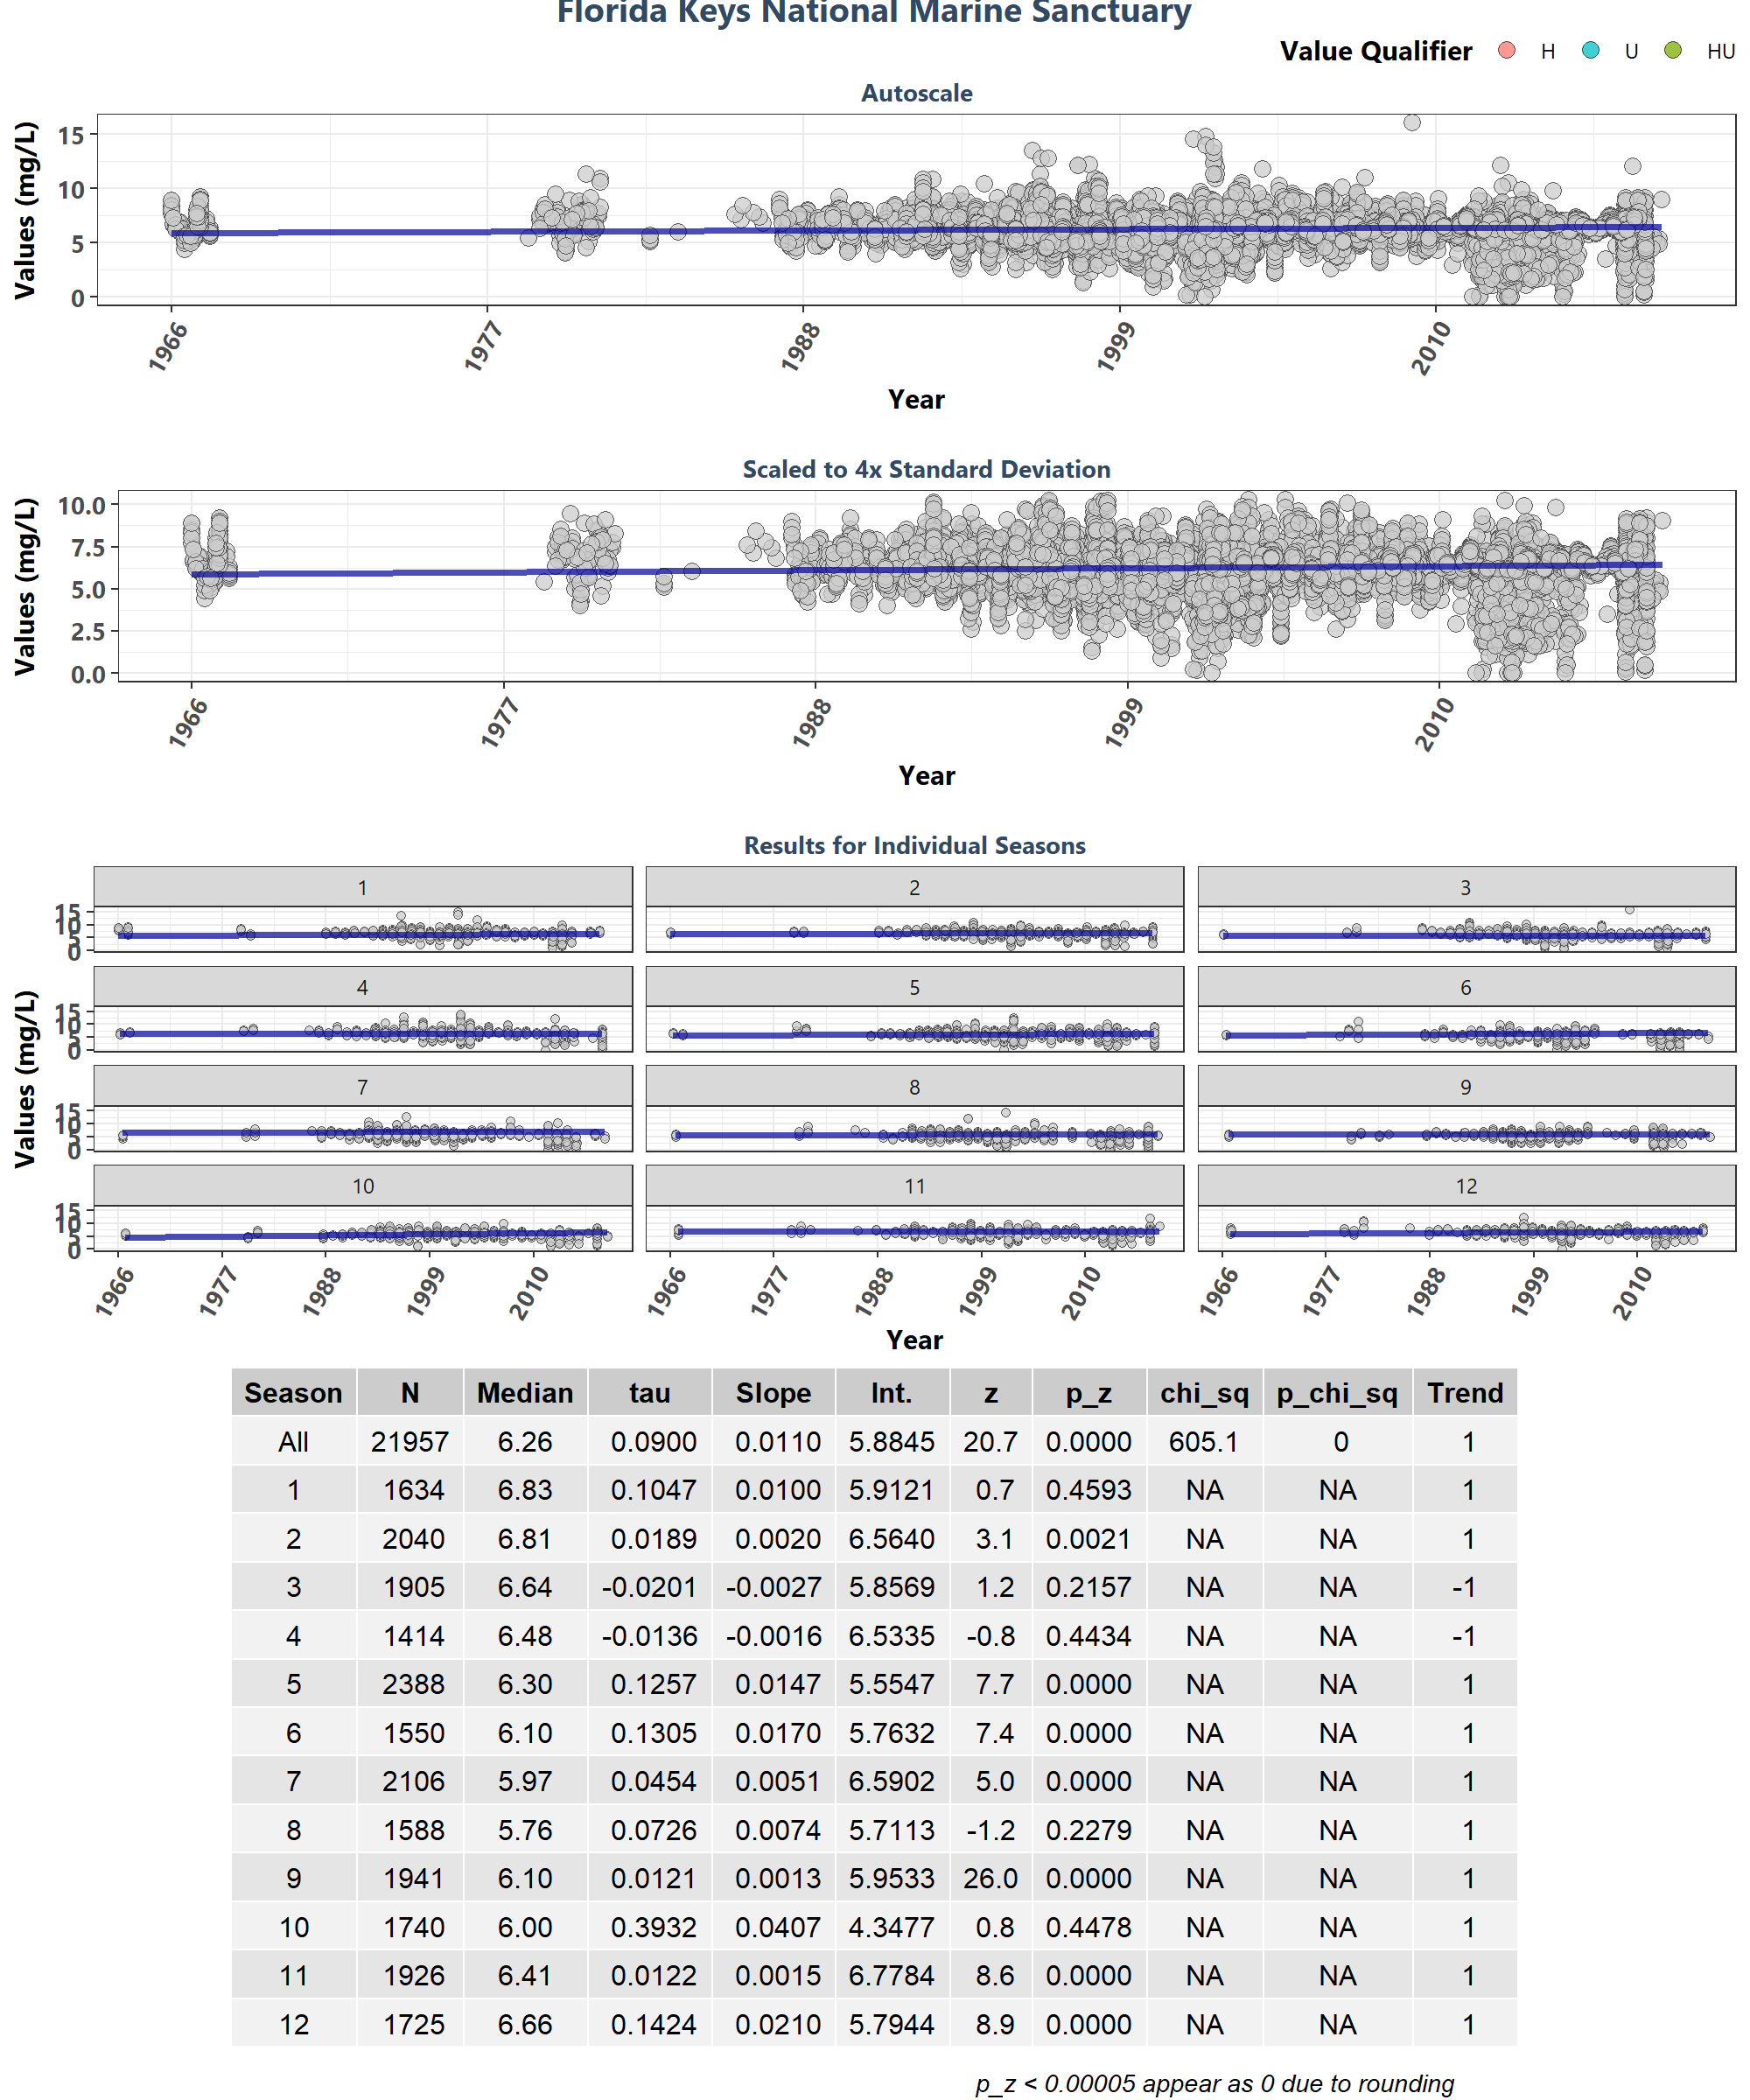 Florida Keys National Marine Sanctuary
Value Qualifier H U HU
Autoscale
Values (mg/L)
15
10
5
0
1966 1977 1988 1999 2010
Year
Scaled to 4x Standard Deviation
Values (mg/L)
10.0
7.5
5.0
2.5
0.0
1966 1977 1988 1999 2010
Year
Results for Individual Seasons
Values (mg/L)
1 2 3
15
10
5
0
4 5 6
15
10
5
0
7 8 9
15
10
5
0
10 11 12
15
10
5
0
1966 1977 1988 1999 2010 1966 1977 1988 1999 2010 1966 1977 1988 1999 2010
Year
Season N Median tau Slope Int. z p_z chi_sq p_chi_sq Trend
All 21957 6.26 0.0900 0.0110 5.8845 20.7 0.0000 605.1 0 1
1 1634 6.83 0.1047 0.0100 5.9121 0.7 0.4593 NA NA 1
2 2040 6.81 0.0189 0.0020 6.5640 3.1 0.0021 NA NA 1
3 1905 6.64 -0.0201 -0.0027 5.8569 1.2 0.2157 NA NA -1
4 1414 6.48 -0.0136 -0.0016 6.5335 -0.8 0.4434 NA NA -1
5 2388 6.30 0.1257 0.0147 5.5547 7.7 0.0000 NA NA 1
6 1550 6.10 0.1305 0.0170 5.7632 7.4 0.0000 NA NA 1
7 2106 5.97 0.0454 0.0051 6.5902 5.0 0.0000 NA NA 1
8 1588 5.76 0.0726 0.0074 5.7113 -1.2 0.2279 NA NA 1
9 1941 6.10 0.0121 0.0013 5.9533 26.0 0.0000 NA NA 1
10 1740 6.00 0.3932 0.0407 4.3477 0.8 0.4478 NA NA 1
11 1926 6.41 0.0122 0.0015 6.7784 8.6 0.0000 NA NA 1
12 1725 6.66 0.1424 0.0210 5.7944 8.9 0.0000 NA NA 1
p_z < 0.00005 appear as 0 due to rounding